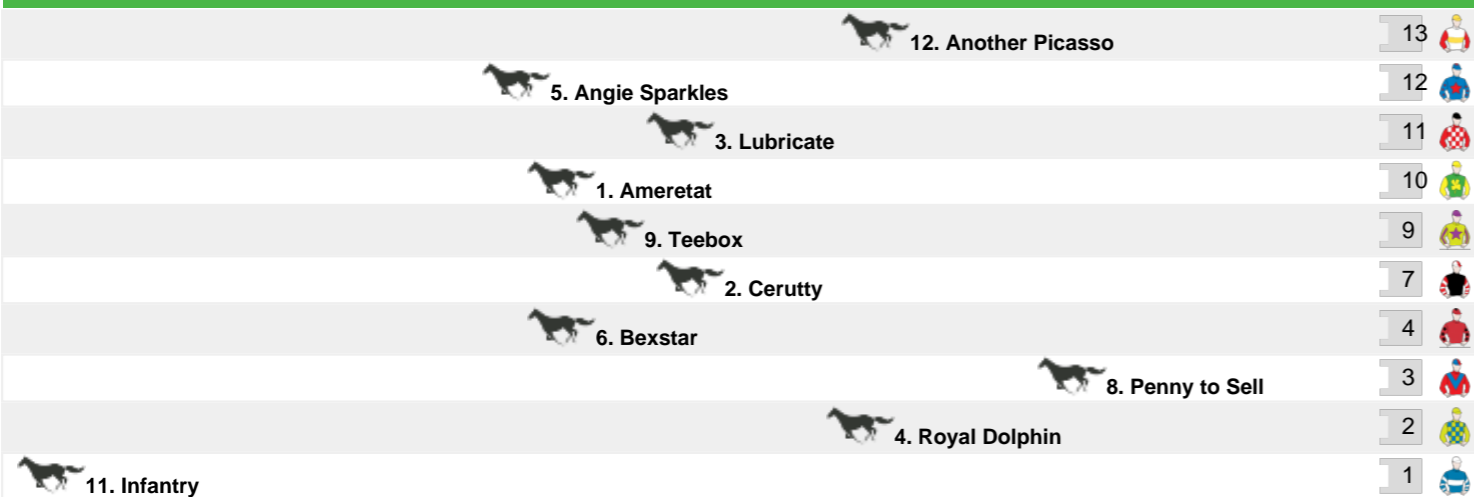 12. Another Picasso 13
5. Angie Sparkles 12
3. Lubricate 11
1. Ameretat 10
9. Teebox 9
2. Cerutty 7
6. Bexstar 4
8. Penny to Sell 3
4. Royal Dolphin 2
11. Infantry 1